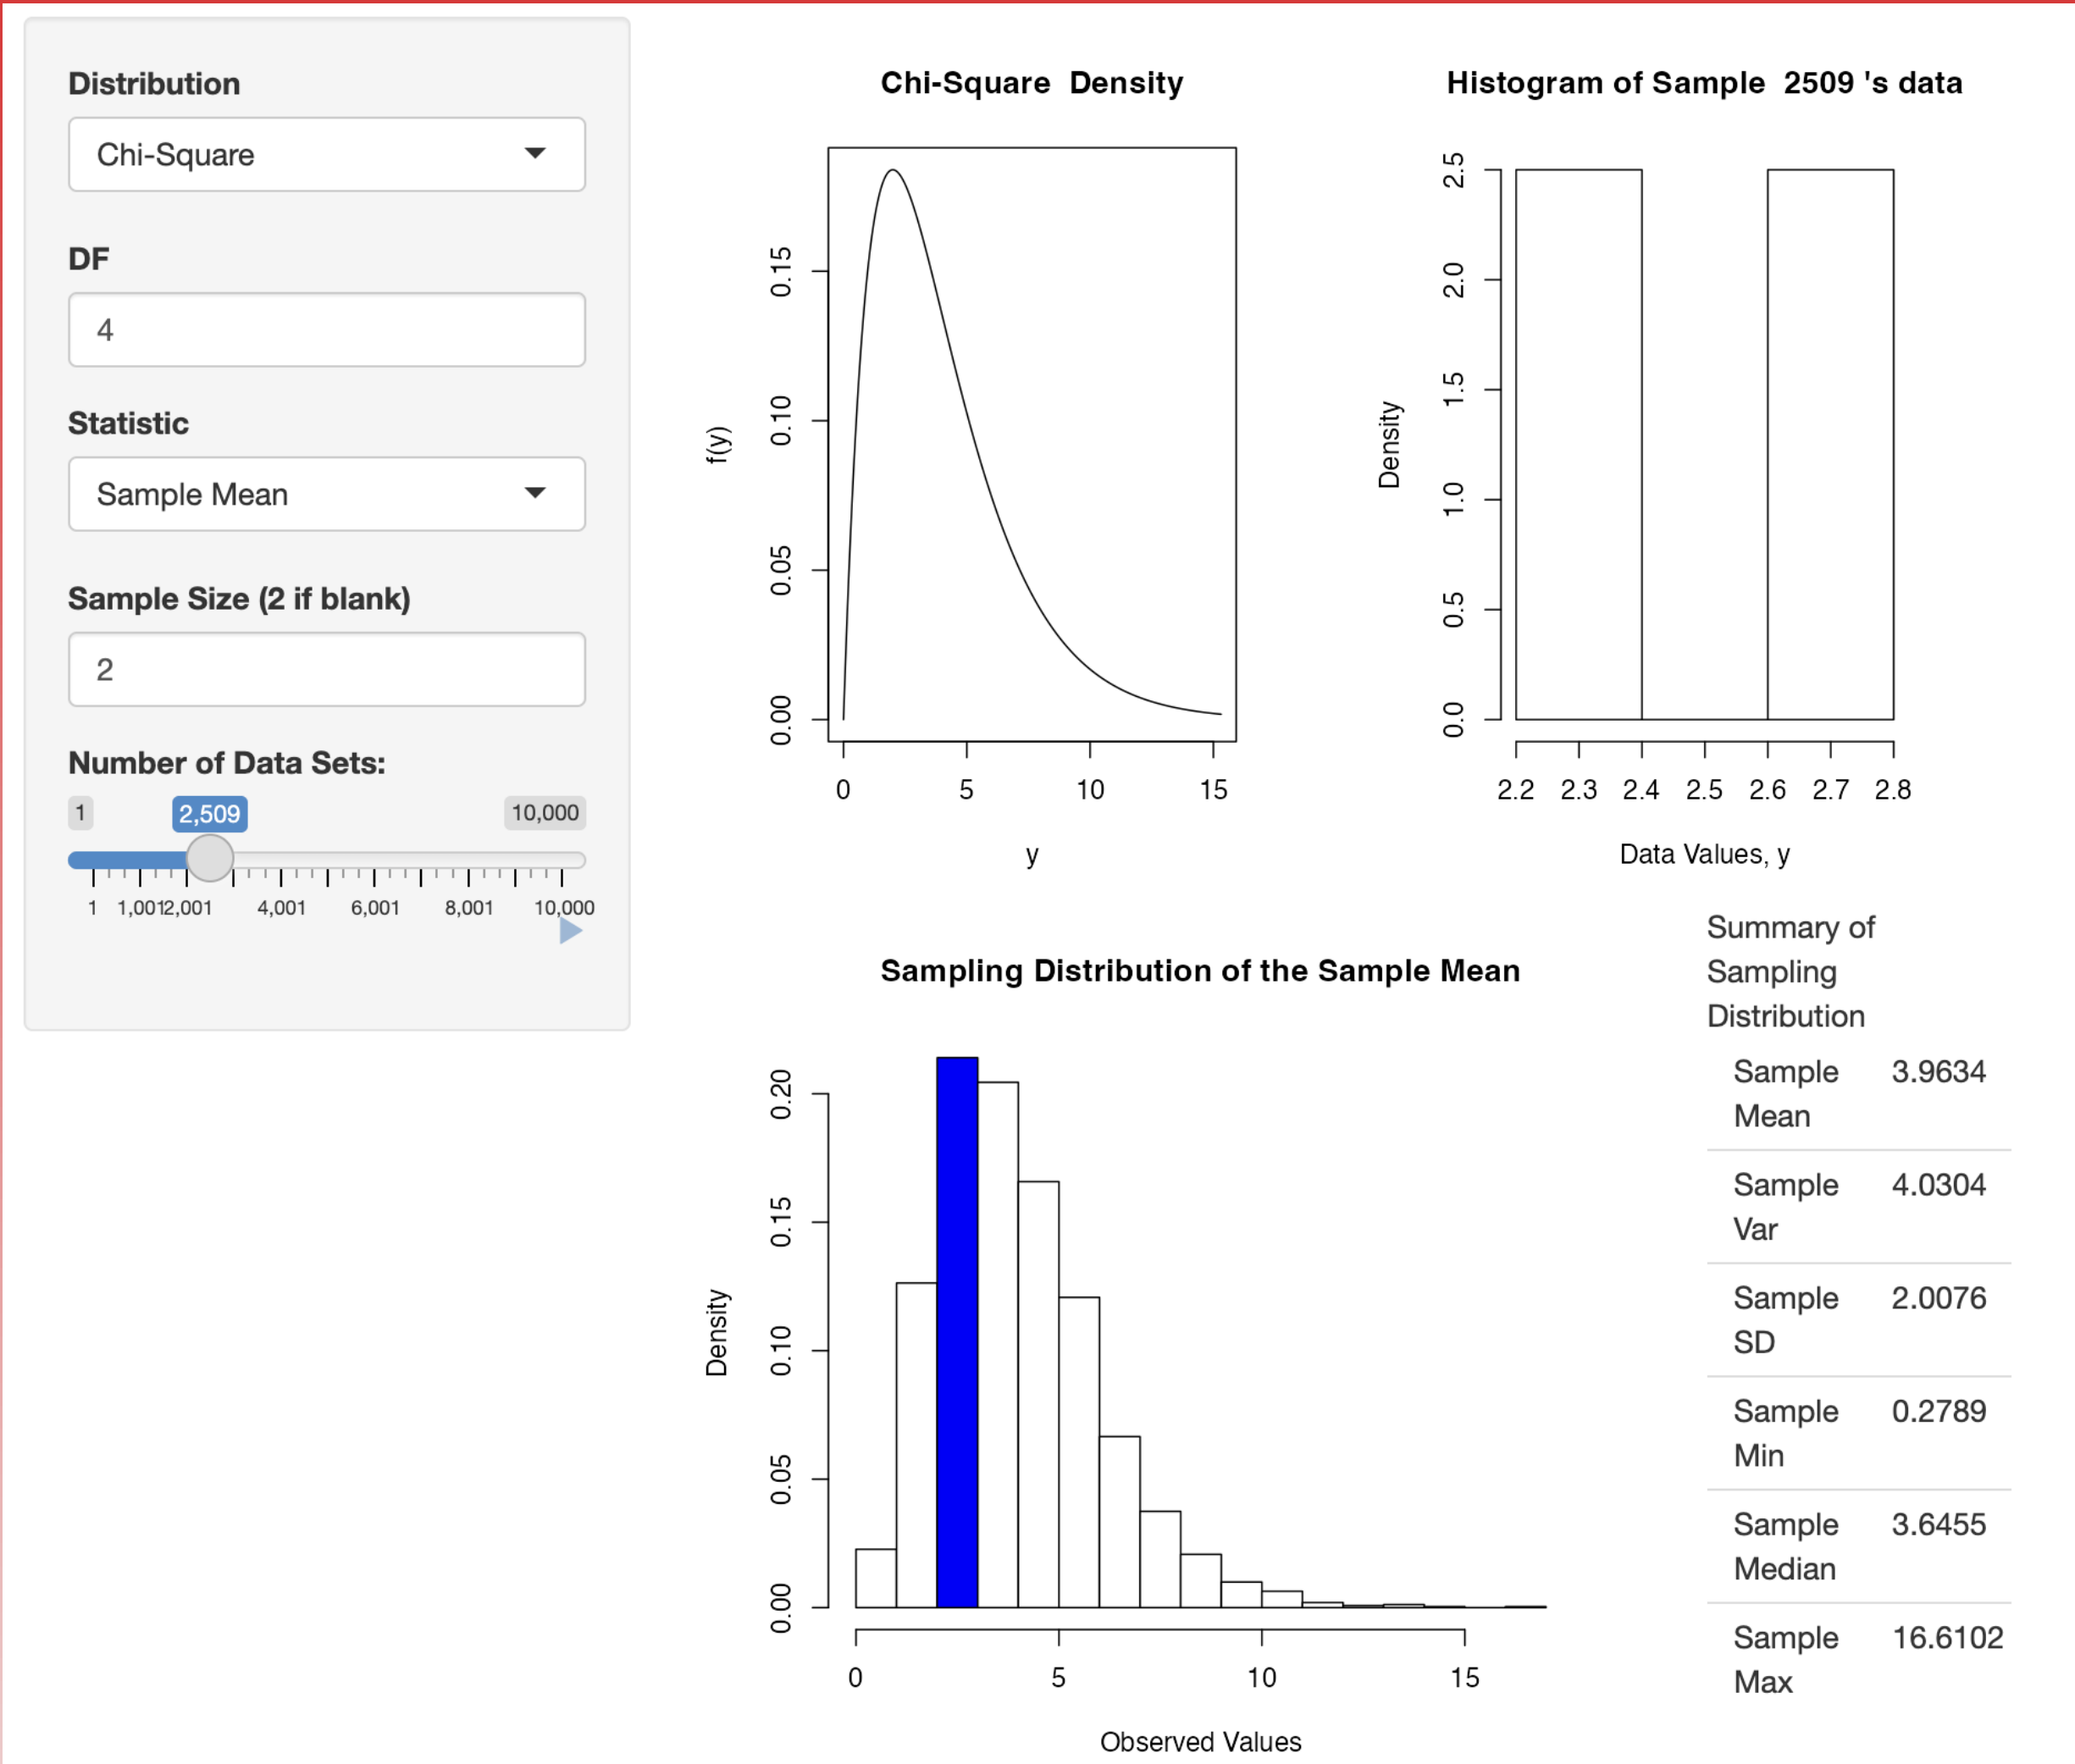 Distribution
Chi-Square
DF
4
Statistic
Sample Mean
Sample Size (2 if blank)
2
Number of Data Sets:
1 2,509 10,000
1 1,001 2,001 4,001 6,001 8,001 10,000
Chi-Square Density
f(y)
0.15
0.10
0.05
0.00
0 5 10 15
y
Histogram of Sample 2509 's data
Density
2.5
2.0
1.5
1.0
0.5
0.0
2.2 2.3 2.4 2.5 2.6 2.7 2.8
Data Values, y
Sampling Distribution of the Sample Mean
Density
0.20
0.15
0.10
0.05
0.00
0 5 10 15
Observed Values
Summary of
Sampling
Distribution
Sample 3.9634
Mean
Sample 4.0304
Var
Sample 2.0076
SD
Sample 0.2789
Min
Sample 3.6455
Median
Sample 16.6102
Max